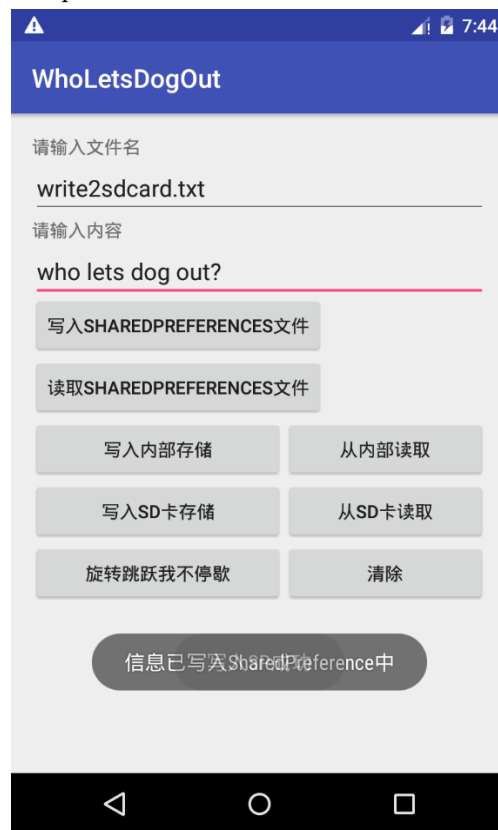 7:44
WhoLetsDogOut
请输入文件名
write2sdcard.txt
请输入内容
who lets dog out?
写入SHAREDPREFERENCES文件
读取SHAREDPREFERENCES文件
写入内部存储 从内部读取
写入SD卡存储 从SD卡读取
旋转跳跃我不停歇 清除
信息已写入SharedPreference中